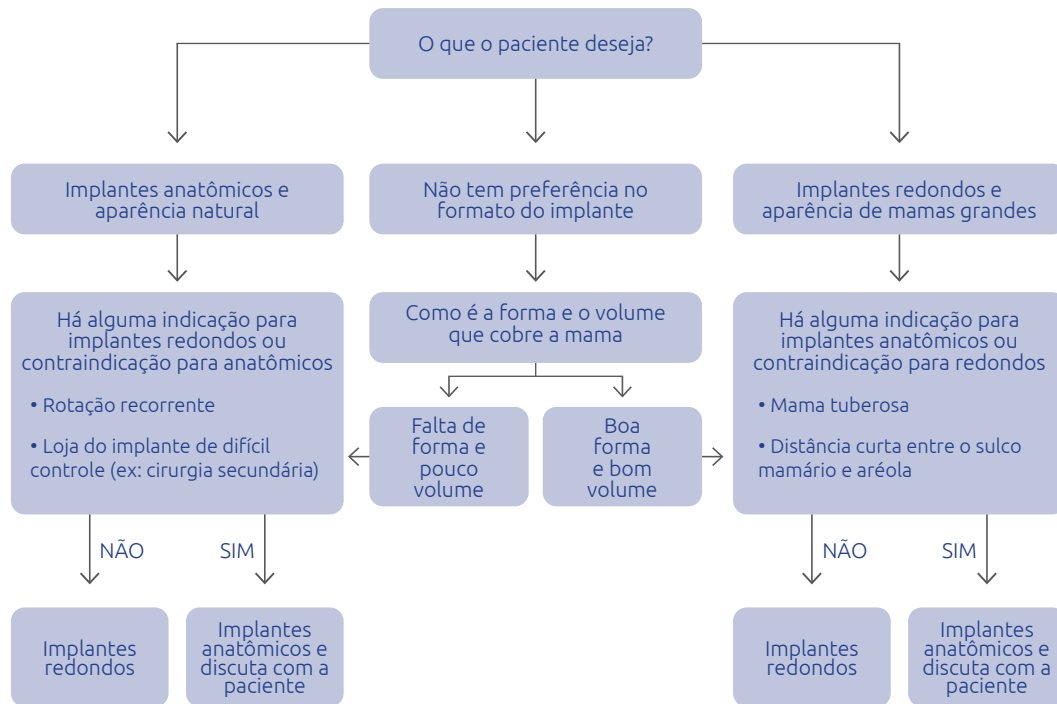 O que o paciente deseja?
Implantes anatômicos e
aparência natural
Não tem preferência no
formato do implante
Implantes redondos e
aparência de mamas grandes
Há alguma indicação para
implantes redondos ou
contraindicação para anatômicos
• Rotação recorrente
• Loja do implante de difícil
controle (ex: cirurgia secundária)
Como é a forma e o volume
que cobre a mama
Falta de
forma e
pouco
volume
Boa
forma
e bom
volume
Há alguma indicação para
implantes anatômicos ou
contraindicação para redondos
• Mama tuberosa
• Distância curta entre o sulco
mamário e aréola
NÃO
SIM
NÃO
SIM
Implantes
redondos
Implantes
anatômicos e
discuta com a
paciente
Implantes
redondos
Implantes
anatômicos e
discuta com a
paciente